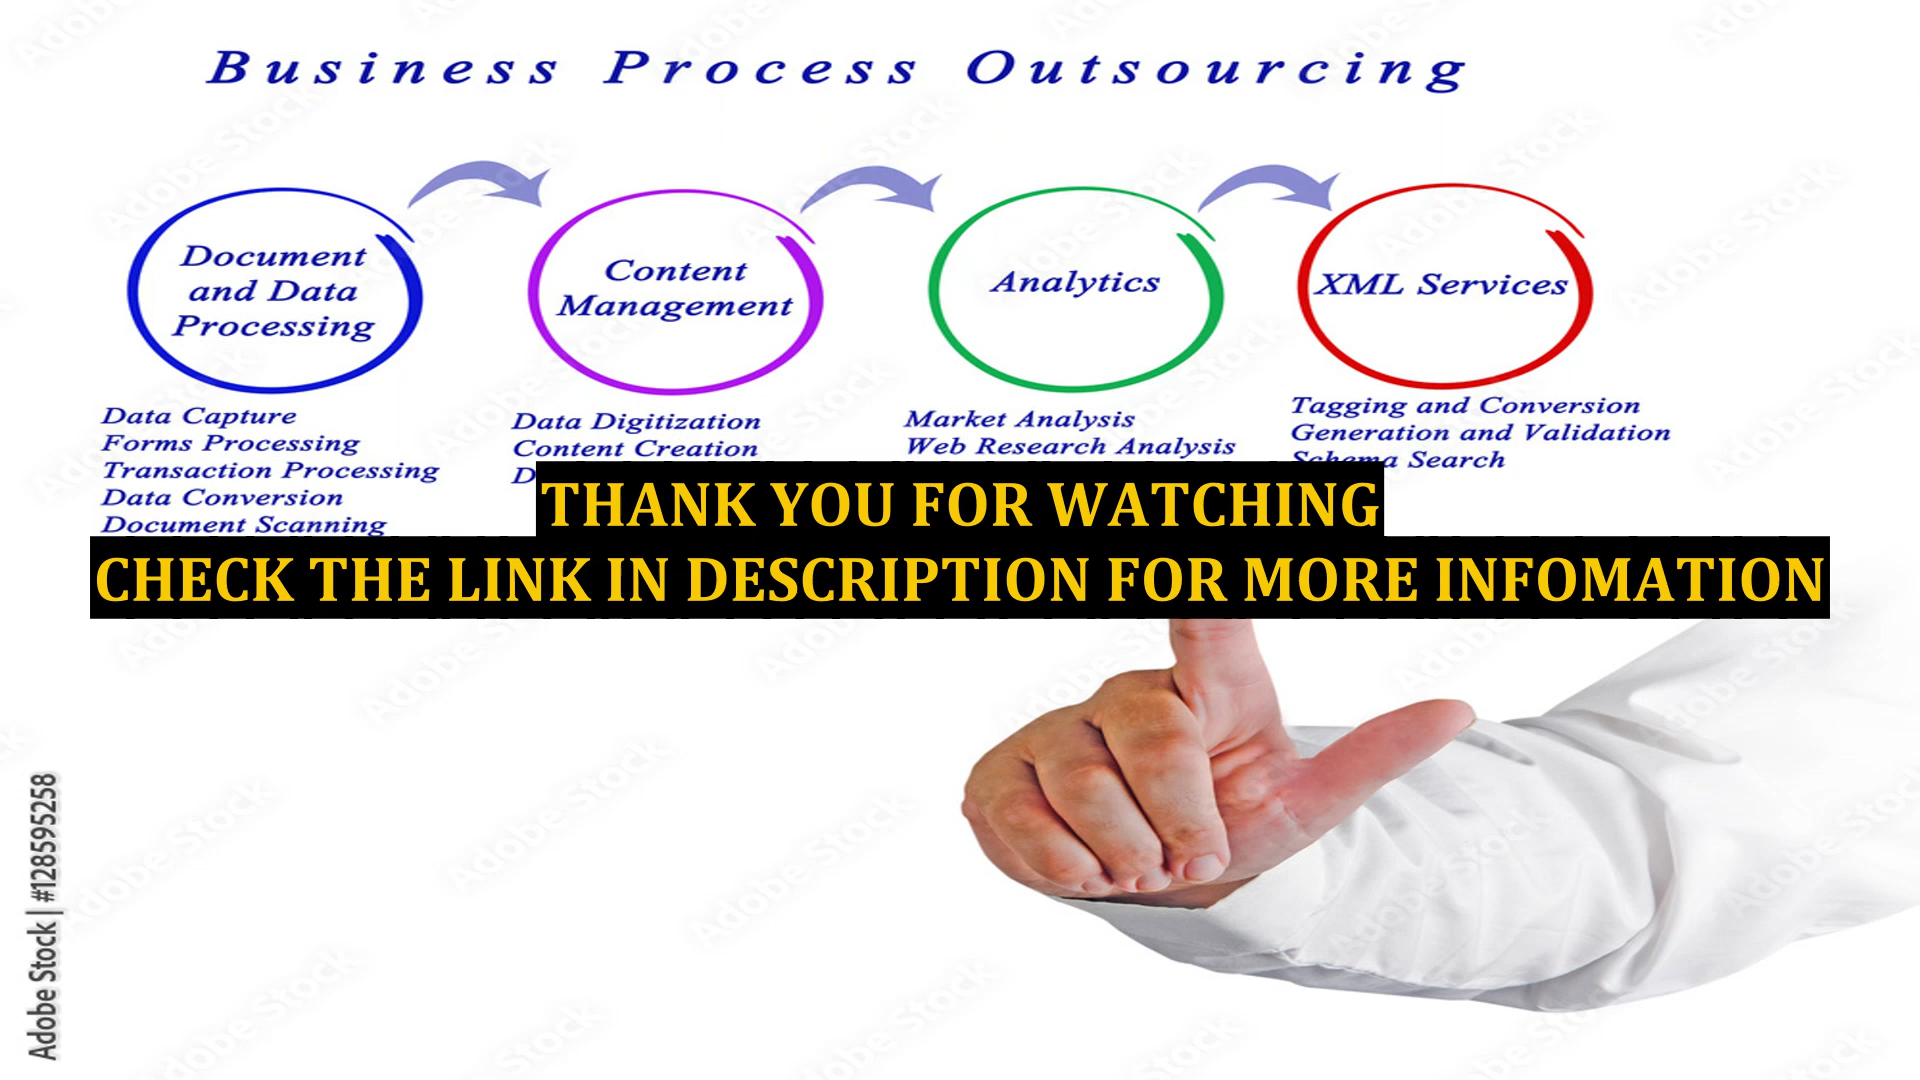 Business Process Outsourcing
Document
and Data
Processing
Content
Management
Analytics
XML Services
Data Capture
Forms Processing
Transaction Processing
Data Conversion
Document Scanning
Data Digitization
Content Creation
Market Analysis
Web Research Analysis
Tagging and Conversion
Generation and Validation
Schema Search
THANK YOU FOR WATCHING
CHECK THE LINK IN DESCRIPTION FOR MORE INFOMATION
Adobe Stock | #128595258